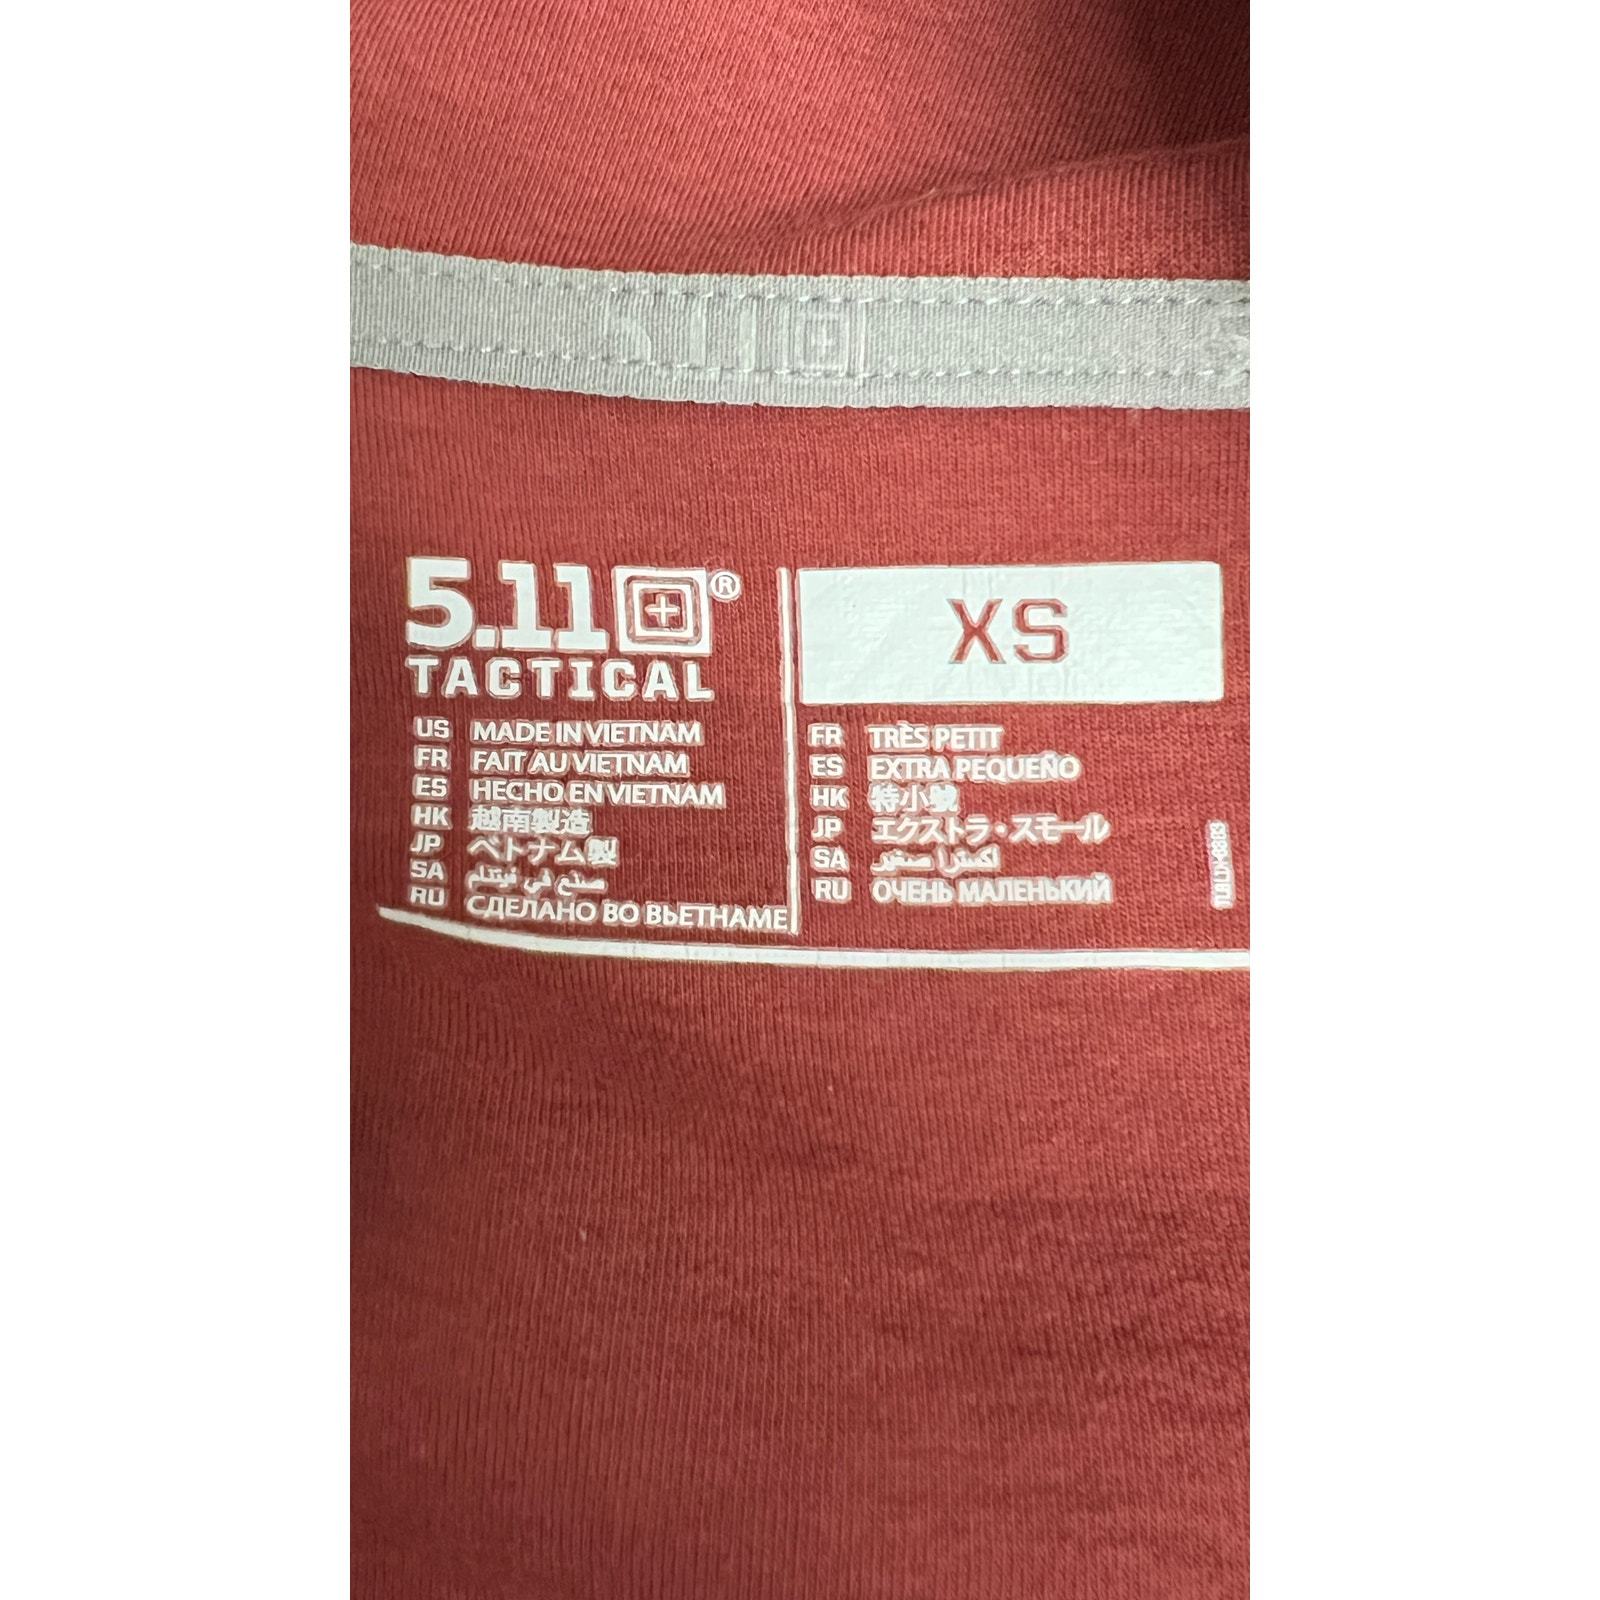 5.11
5.11®
TACTICAL
US MADE IN VIETNAM
FR FAIT AU VIETNAM
ES HECHO EN VIETNAM
HK 越南製造
JP ベトナム製
SA صنع في فيتنام
RU СДЕЛАНО ВО ВЬЕТНАМЕ
XS
FR TRÈS PETIT
ES EXTRA PEQUEÑO
HK 特小號
JP エクストラ・スモール
SA اكسترا صغير
RU ОЧЕНЬ МАЛЕНЬКИЙ